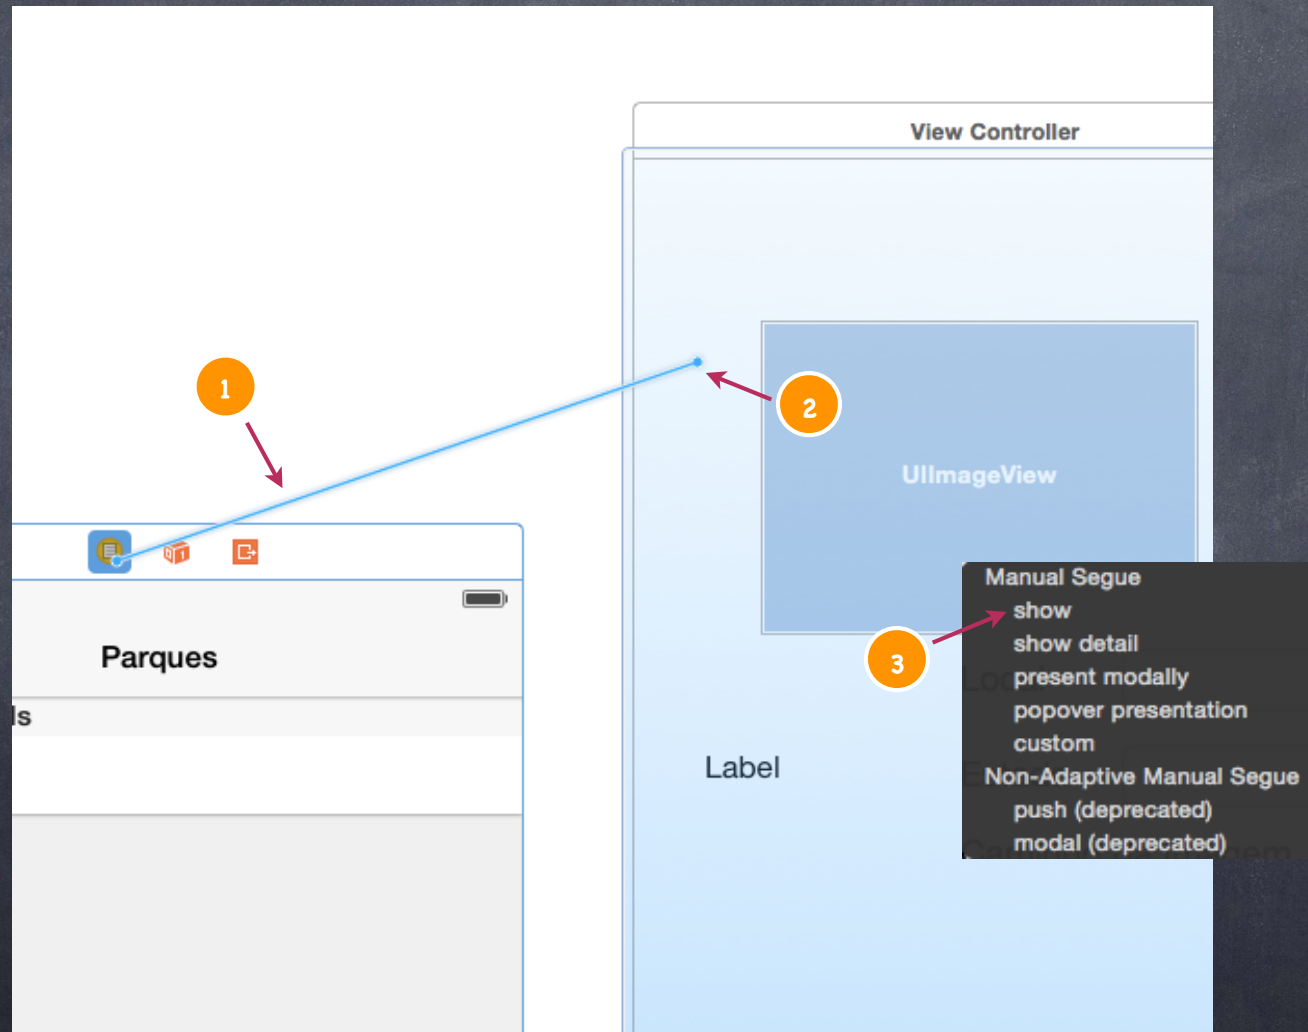 View Controller
1
2
UIImageView
Manual Segue
show
3
show detail
Parques
present modally
ls
popover presentation
custom
Label
Non-Adaptive Manual Segue
push (deprecated)
modal (deprecated)